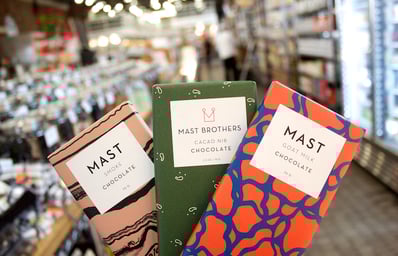 MAST
SMOKE
CHOCOLATE
MAST BROTHERS
CACAO NIB
CHOCOLATE
MAST
GOAT MILK
CHOCOLATE